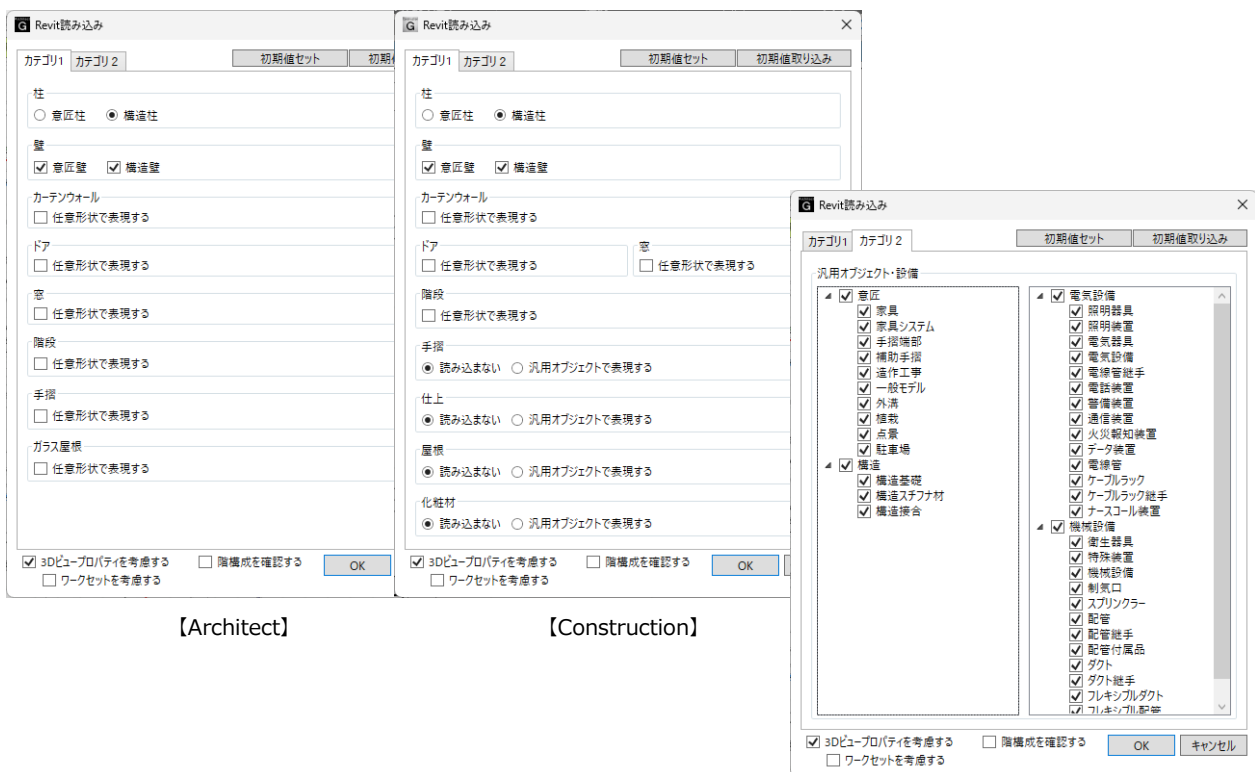 G Revit読み込み
カテゴリ1 カテゴリ2 初期値セット 初期
柱
意匠柱 構造柱
壁
意匠壁 構造壁
カーテンウォール
任意形状で表現する
ドア
任意形状で表現する
窓
任意形状で表現する
階段
任意形状で表現する
手摺
任意形状で表現する
ガラス屋根
任意形状で表現する
3Dビュープロパティを考慮する 階構成を確認する OK
ワークセットを考慮する
【Architect】
G Revit読み込み
カテゴリ1 カテゴリ2 初期値セット 初期値取り込み
柱
意匠柱 構造柱
壁
意匠壁 構造壁
カーテンウォール
任意形状で表現する
ドア 窓
任意形状で表現する 任意形状で表現する
階段
任意形状で表現する
手摺
読み込まない 汎用オブジェクトで表現する
仕上
読み込まない 汎用オブジェクトで表現する
屋根
読み込まない 汎用オブジェクトで表現する
化粧材
読み込まない 汎用オブジェクトで表現する
3Dビュープロパティを考慮する 階構成を確認する OK
ワークセットを考慮する
【Construction】
G Revit読み込み
カテゴリ1 カテゴリ2 初期値セット 初期値取り込み
汎用オブジェクト・設備
意匠
家具
家具システム
手摺端部
補助手摺
造作工事
一般モデル
外溝
植栽
点景
駐車場
構造
構造基礎
構造スチフナ材
構造接合
電気設備
照明器具
照明装置
電気器具
電気設備
電線管継手
電話装置
警備装置
通信装置
火災報知装置
データ装置
電線管
ケーブルラック
ケーブルラック継手
ナースコール装置
機械設備
衛生器具
特殊装置
機械設備
制気口
スプリンクラー
配管
配管継手
配管付属品
ダクト
ダクト継手
フレキシブルダクト
フレキシブル配管
3Dビュープロパティを考慮する 階構成を確認する OK キャンセル
ワークセットを考慮する